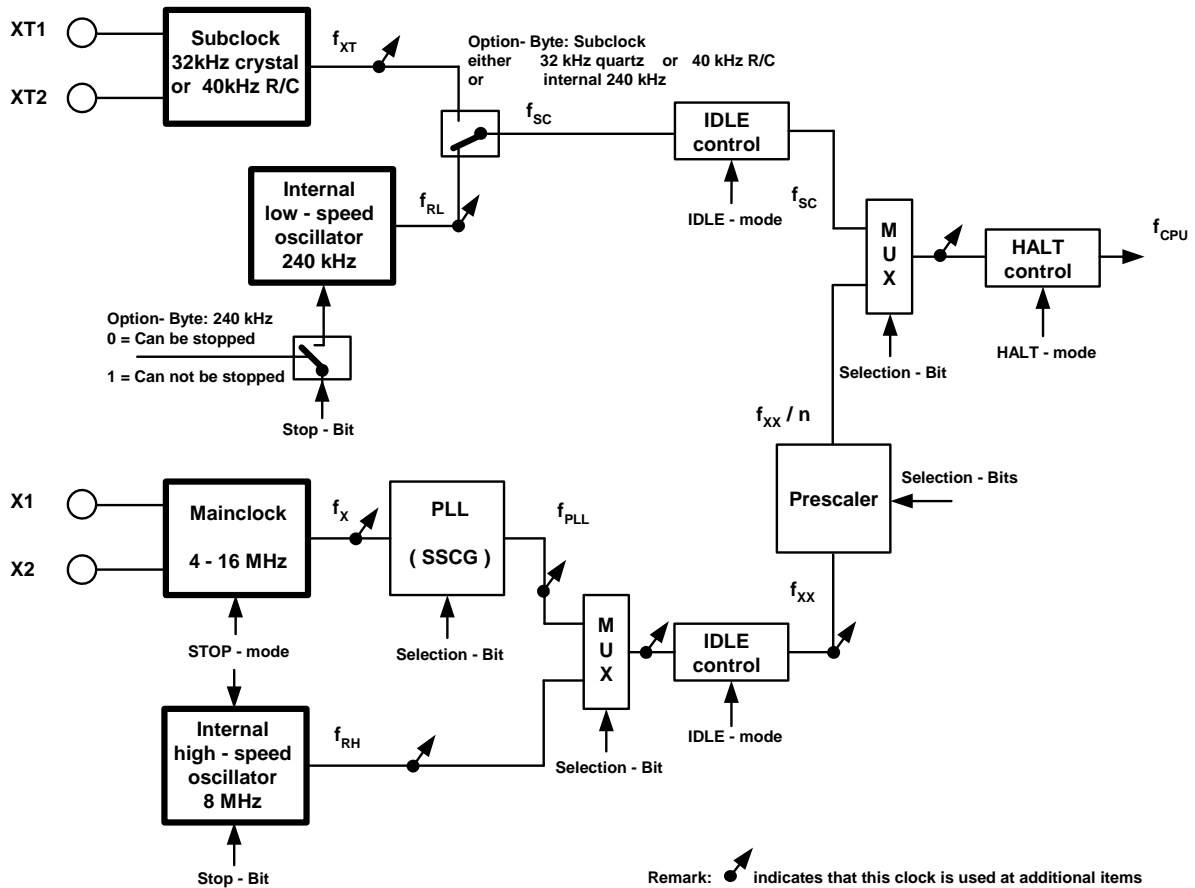 XT1
XT2
Subclock
32kHz crystal
or 40kHz R/C
fXT
Option- Byte: Subclock
either 32 kHz quartz or 40 kHz R/C
or internal 240 kHz
fSC
IDLE
control
IDLE - mode
fSC
Internal
low - speed
oscillator
240 kHz
fRL
M
U
X
HALT
control
fCPU
HALT - mode
Selection - Bit
Option- Byte: 240 kHz
0 = Can be stopped
1 = Can not be stopped
Stop - Bit
fXX / n
Prescaler
Selection - Bits
fXX
X1
X2
Mainclock
4 - 16 MHz
fX
PLL
( SSCG )
fPLL
Selection - Bit
STOP - mode
M
U
X
IDLE
control
IDLE - mode
Selection - Bit
Internal
high - speed
oscillator
8 MHz
fRH
Stop - Bit
Remark: indicates that this clock is used at additional items